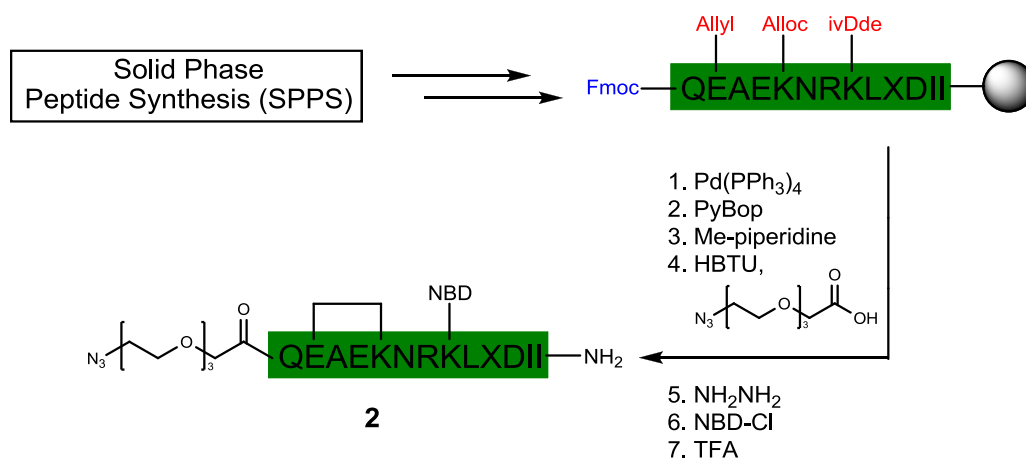 Solid Phase
Peptide Synthesis (SPPS)
Allyl Alloc ivDde
Fmoc QEAEKNRKLXDII
1. Pd(PPh3)4
2. PyBop
3. Me-piperidine
4. HBTU,
O
N3 O 3 OH
NBD
O
N3 O 3 QEAEKNRKLXDII NH2
2
5. NH2NH2
6. NBD-Cl
7. TFA